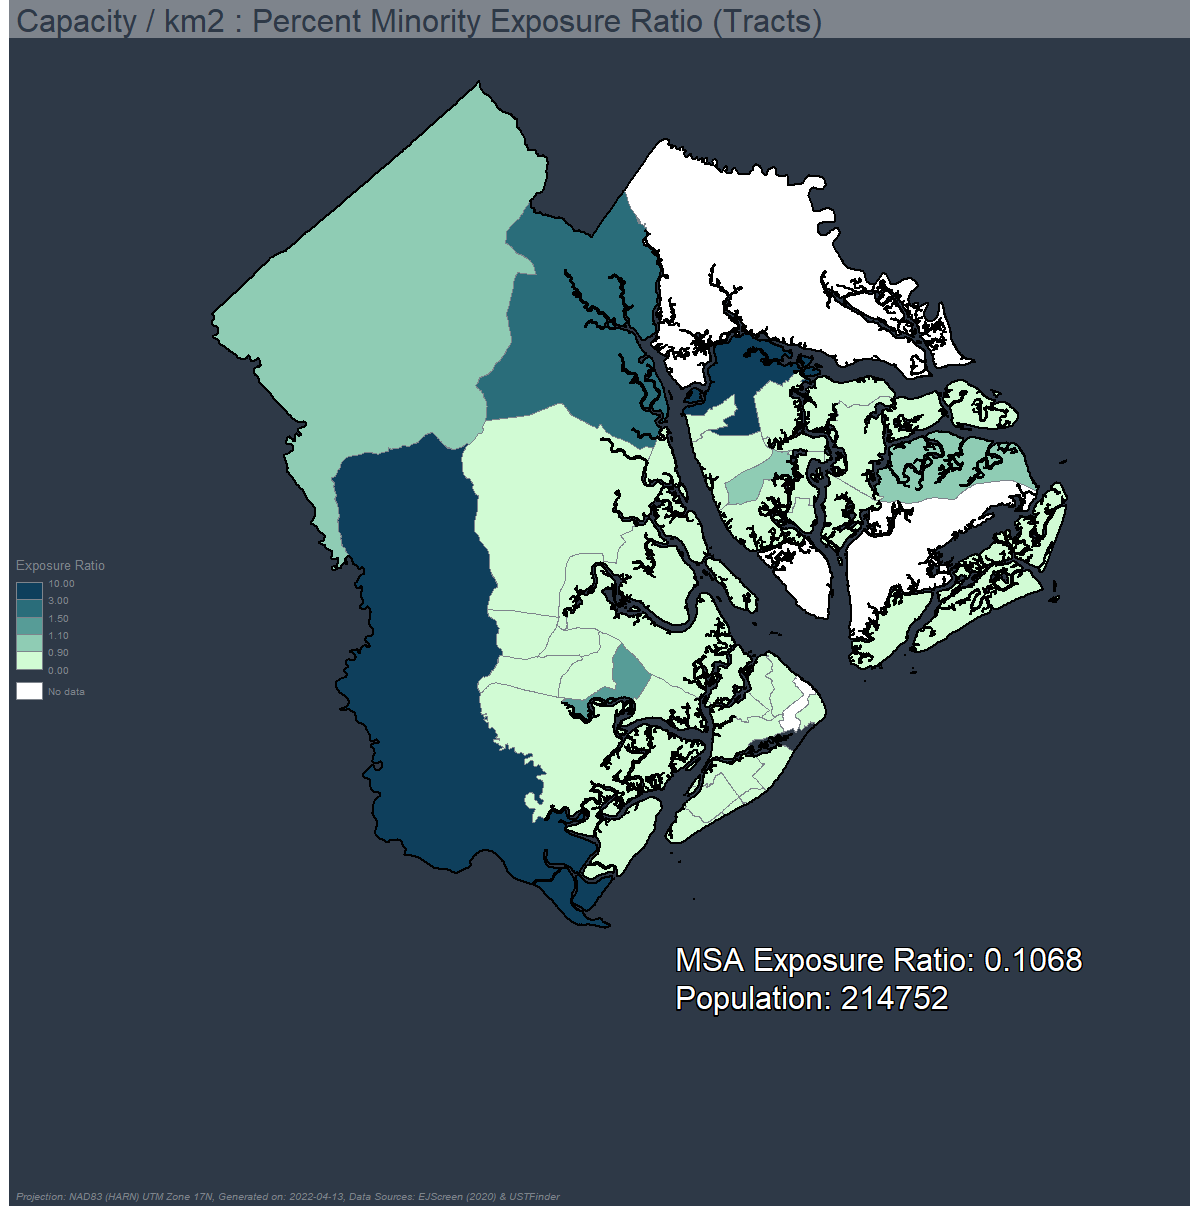 Capacity / km2 : Percent Minority Exposure Ratio (Tracts)
Exposure Ratio
10.00
3.00
1.50
1.10
0.90
0.00
No data
MSA Exposure Ratio: 0.1068
Population: 214752
Projection: NAD83 (HARN) UTM Zone 17N, Generated on: 2022-04-13, Data Sources: EJScreen (2020) & USTFinder